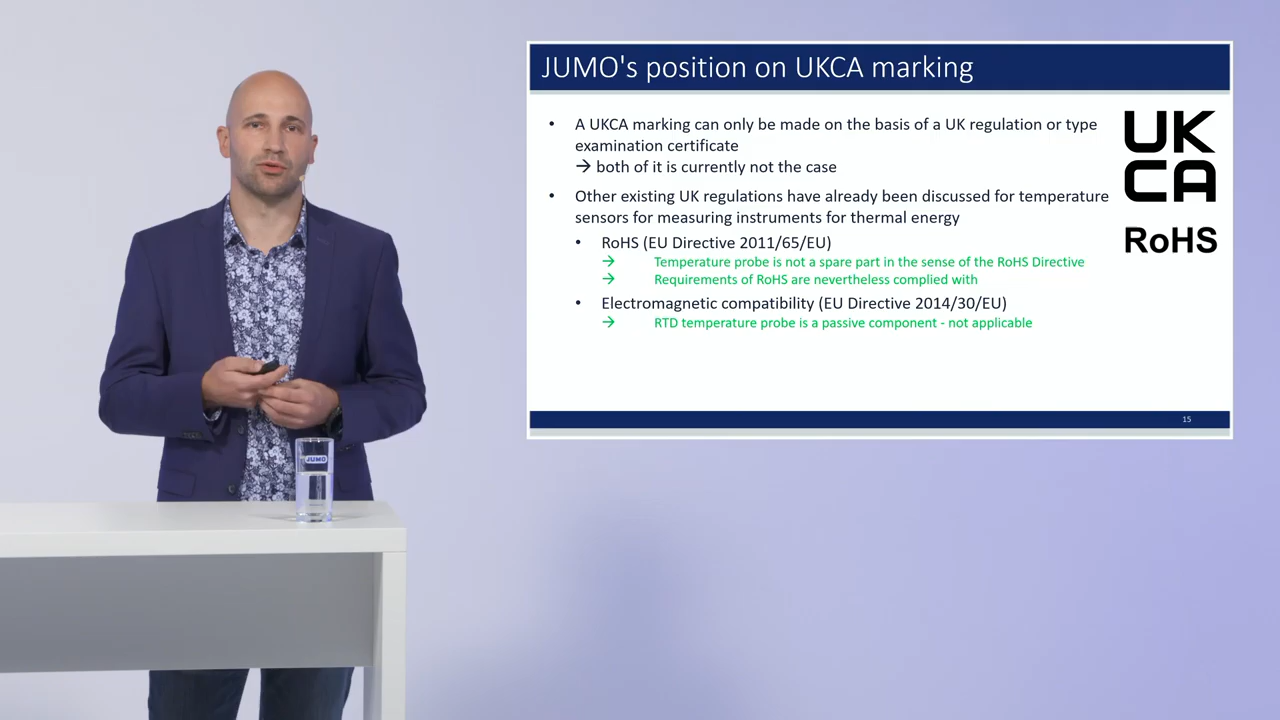 JUMO's position on UKCA marking
• A UKCA marking can only be made on the basis of a UK regulation or type
examination certificate
→ both of it is currently not the case
• Other existing UK regulations have already been discussed for temperature
sensors for measuring instruments for thermal energy
• RoHS (EU Directive 2011/65/EU)
→ Temperature probe is not a spare part in the sense of the RoHS Directive
→ Requirements of RoHS are nevertheless complied with
• Electromagnetic compatibility (EU Directive 2014/30/EU)
→ RTD temperature probe is a passive component - not applicable
UK
CA
RoHS
15
JUMO